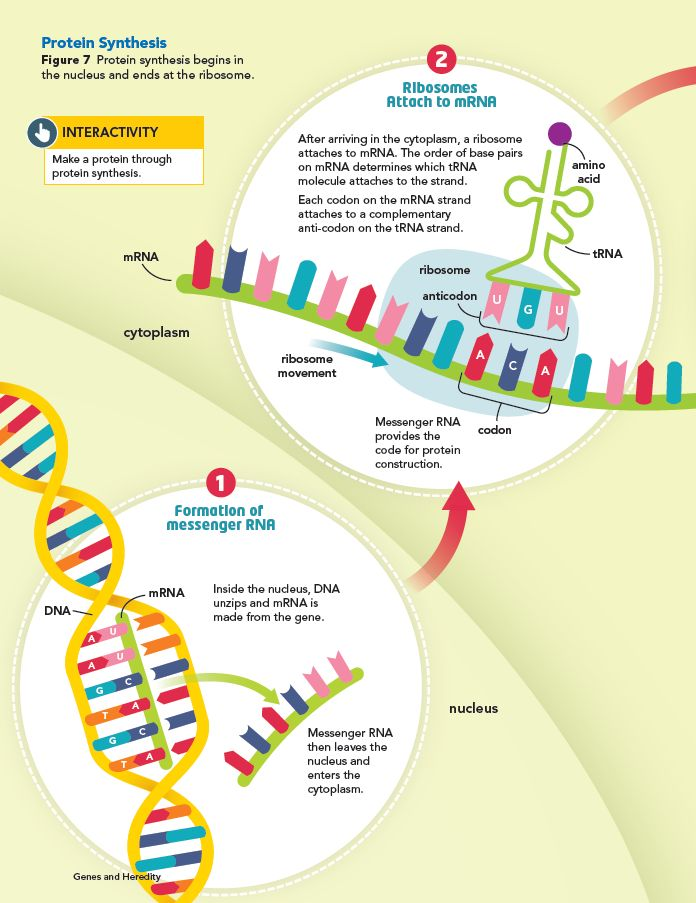 Protein Synthesis
Figure 7 Protein synthesis begins in
the nucleus and ends at the ribosome.
INTERACTIVITY
Make a protein through
protein synthesis.
2
Ribosomes
Attach to mRNA
After arriving in the cytoplasm, a ribosome
attaches to mRNA. The order of base pairs
on mRNA determines which tRNA
molecule attaches to the strand.
Each codon on the mRNA strand
attaches to a complementary
anti-codon on the tRNA strand.
amino
acid
tRNA
mRNA
ribosome
anticodon
U G U
cytoplasm
ribosome
movement
A C A
codon
Messenger RNA
provides the
code for protein
construction.
1
Formation of
messenger RNA
mRNA
DNA
Inside the nucleus, DNA
unzips and mRNA is
made from the gene.
A U
A U
G C
T A
G C
T A
Messenger RNA
then leaves the
nucleus and
enters the
cytoplasm.
nucleus
Genes and Heredity